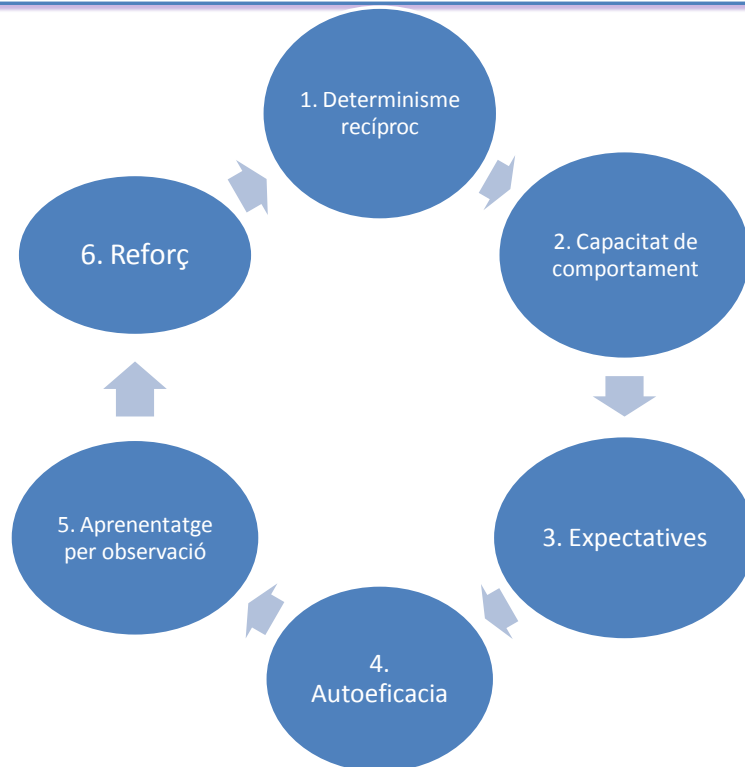 1. Determinisme
recíproc
2. Capacitat de
comportament
3. Expectatives
4.
Autoeficacia
5. Aprenentatge
per observació
6. Reforç